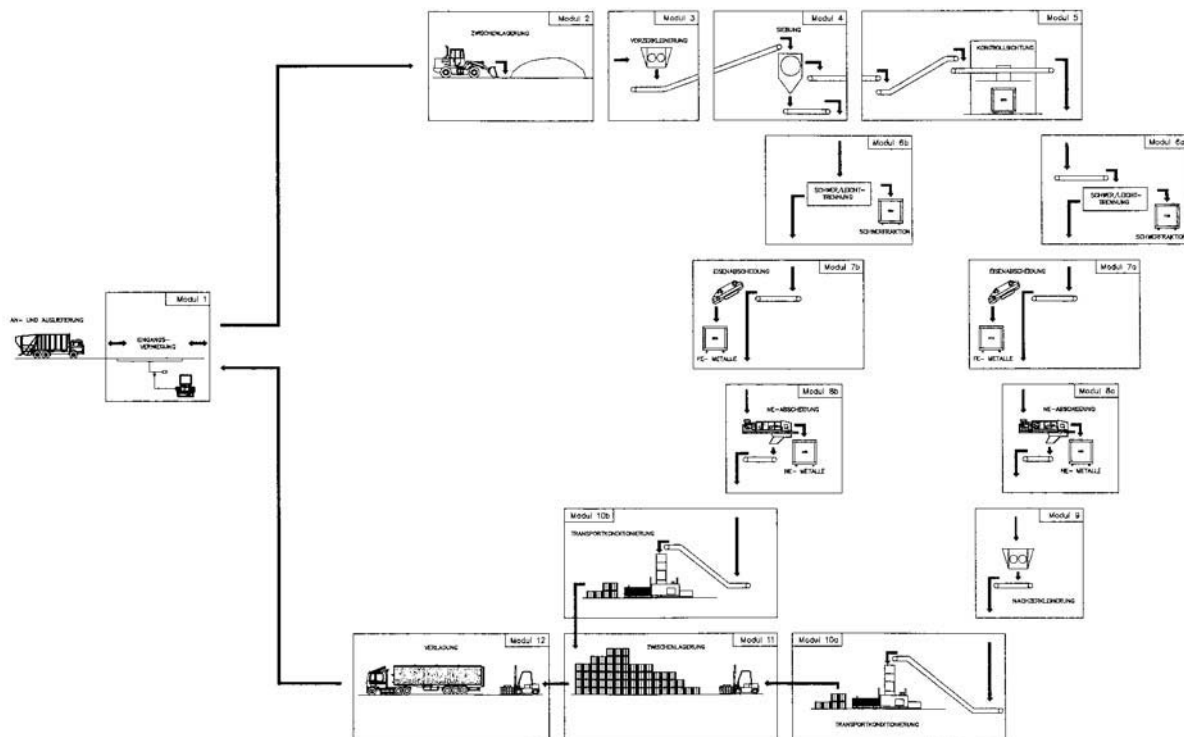 Modul 2
ZWISCHENLAGERUNG
Modul 3
VORZERKLEINERUNG
Modul 4
SIEBUNG
Modul 5
KONTROLLSICHTUNG
Modul 6b
SCHWER/LEICHT-
TRENNUNG
SCHWERFRAKTION
Modul 6a
SCHWER/LEICHT-
TRENNUNG
SCHWERFRAKTION
Modul 7b
EISENABSCHEIDUNG
FE- METALLE
Modul 7a
EISENABSCHEIDUNG
FE- METALLE
Modul 1
AN- UND AUSLIEFERUNG
EINGANGS-
VERWIEGUNG
Modul 8b
NE-ABSCHEIDUNG
NE- METALLE
Modul 8a
NE-ABSCHEIDUNG
NE- METALLE
Modul 10b
TRANSPORTKONDITIONIERUNG
Modul 9
NACHZERKLEINERUNG
Modul 12
VERLADUNG
Modul 11
ZWISCHENLAGERUNG
Modul 10a
TRANSPORTKONDITIONIERUNG